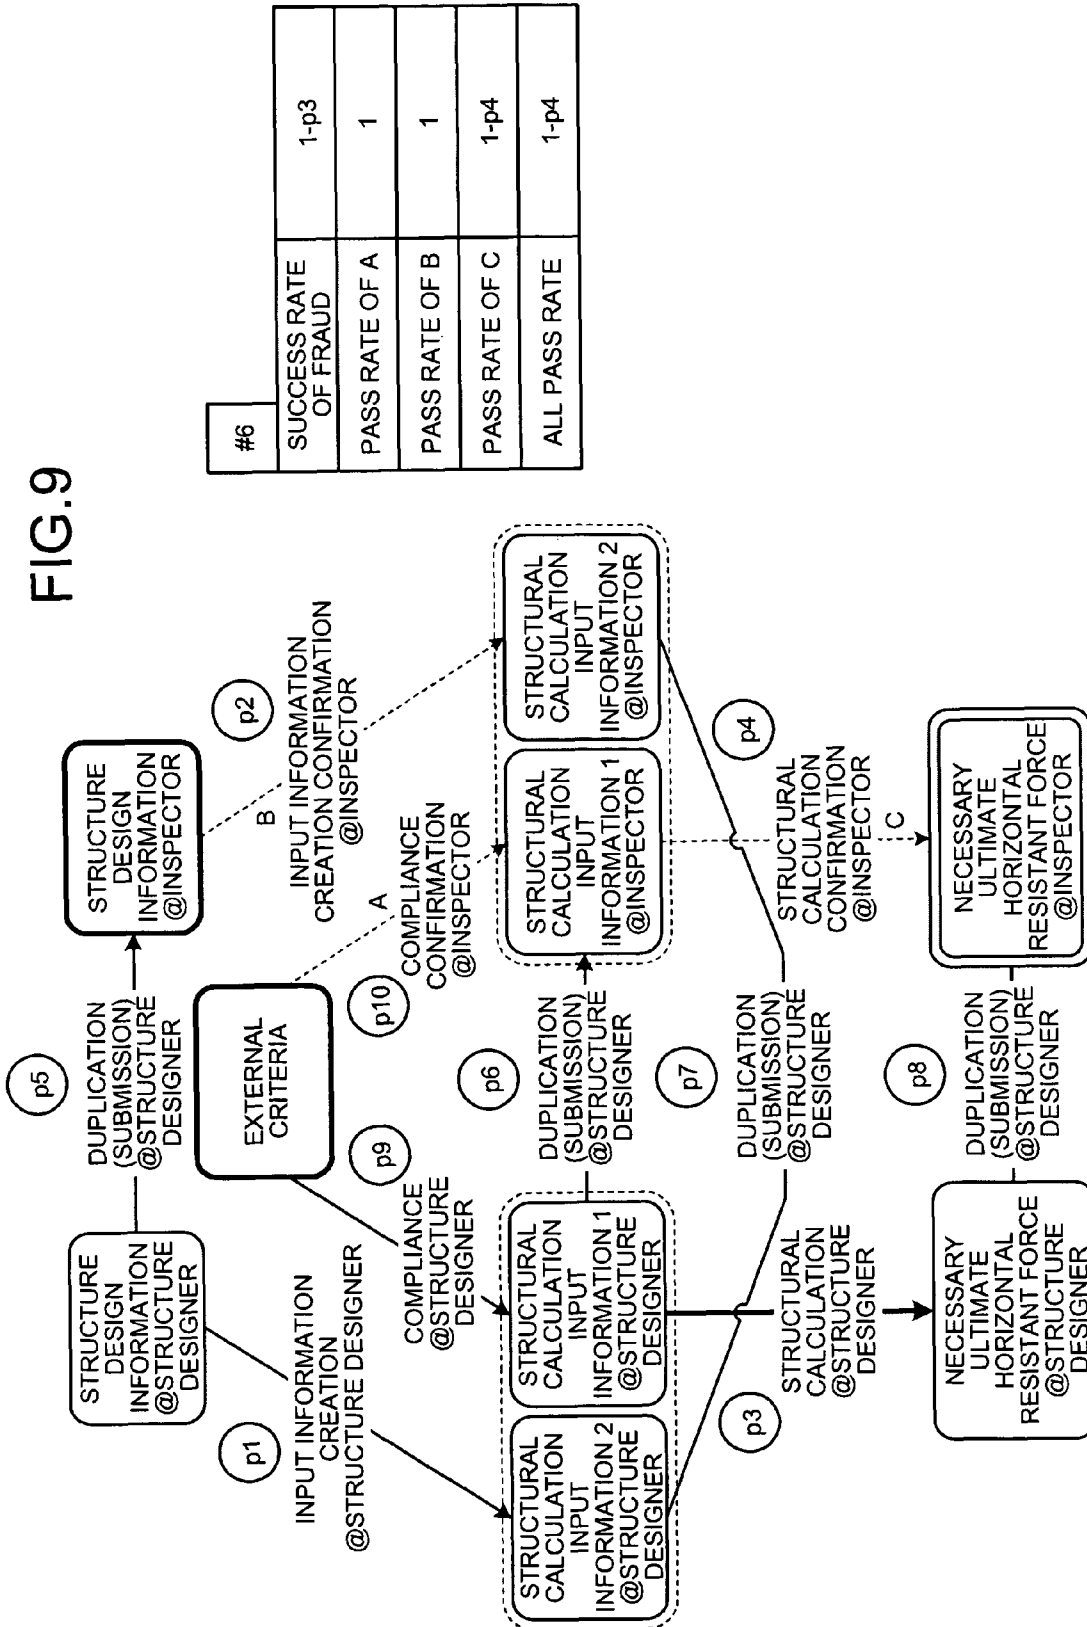 FIG.9
#6
SUCCESS RATE
OF FRAUD
1-p3
PASS RATE OF A
1
PASS RATE OF B
1
PASS RATE OF C
1-p4
ALL PASS RATE
1-p4
STRUCTURE
DESIGN
INFORMATION
@STRUCTURE
DESIGNER
p5
DUPLICATION
(SUBMISSION)
@STRUCTURE
DESIGNER
STRUCTURE
DESIGN
INFORMATION
@INSPECTOR
EXTERNAL
CRITERIA
p1
INPUT INFORMATION
CREATION
@STRUCTURE DESIGNER
p9
COMPLIANCE
@STRUCTURE
DESIGNER
p10
A
COMPLIANCE
CONFIRMATION
@INSPECTOR
p2
B
INPUT INFORMATION
CREATION CONFIRMATION
@INSPECTOR
STRUCTURAL
CALCULATION
INPUT
INFORMATION 2
@STRUCTURE
DESIGNER
STRUCTURAL
CALCULATION
INPUT
INFORMATION 1
@STRUCTURE
DESIGNER
p6
DUPLICATION
(SUBMISSION)
@STRUCTURE
DESIGNER
STRUCTURAL
CALCULATION
INPUT
INFORMATION 1
@INSPECTOR
STRUCTURAL
CALCULATION
INPUT
INFORMATION 2
@INSPECTOR
p3
STRUCTURAL
CALCULATION
@STRUCTURE
DESIGNER
p7
DUPLICATION
(SUBMISSION)
@STRUCTURE
DESIGNER
p4
STRUCTURAL
CALCULATION
CONFIRMATION
@INSPECTOR
C
NECESSARY
ULTIMATE
HORIZONTAL
RESISTANT FORCE
@STRUCTURE
DESIGNER
p8
DUPLICATION
(SUBMISSION)
@STRUCTURE
DESIGNER
NECESSARY
ULTIMATE
HORIZONTAL
RESISTANT FORCE
@INSPECTOR